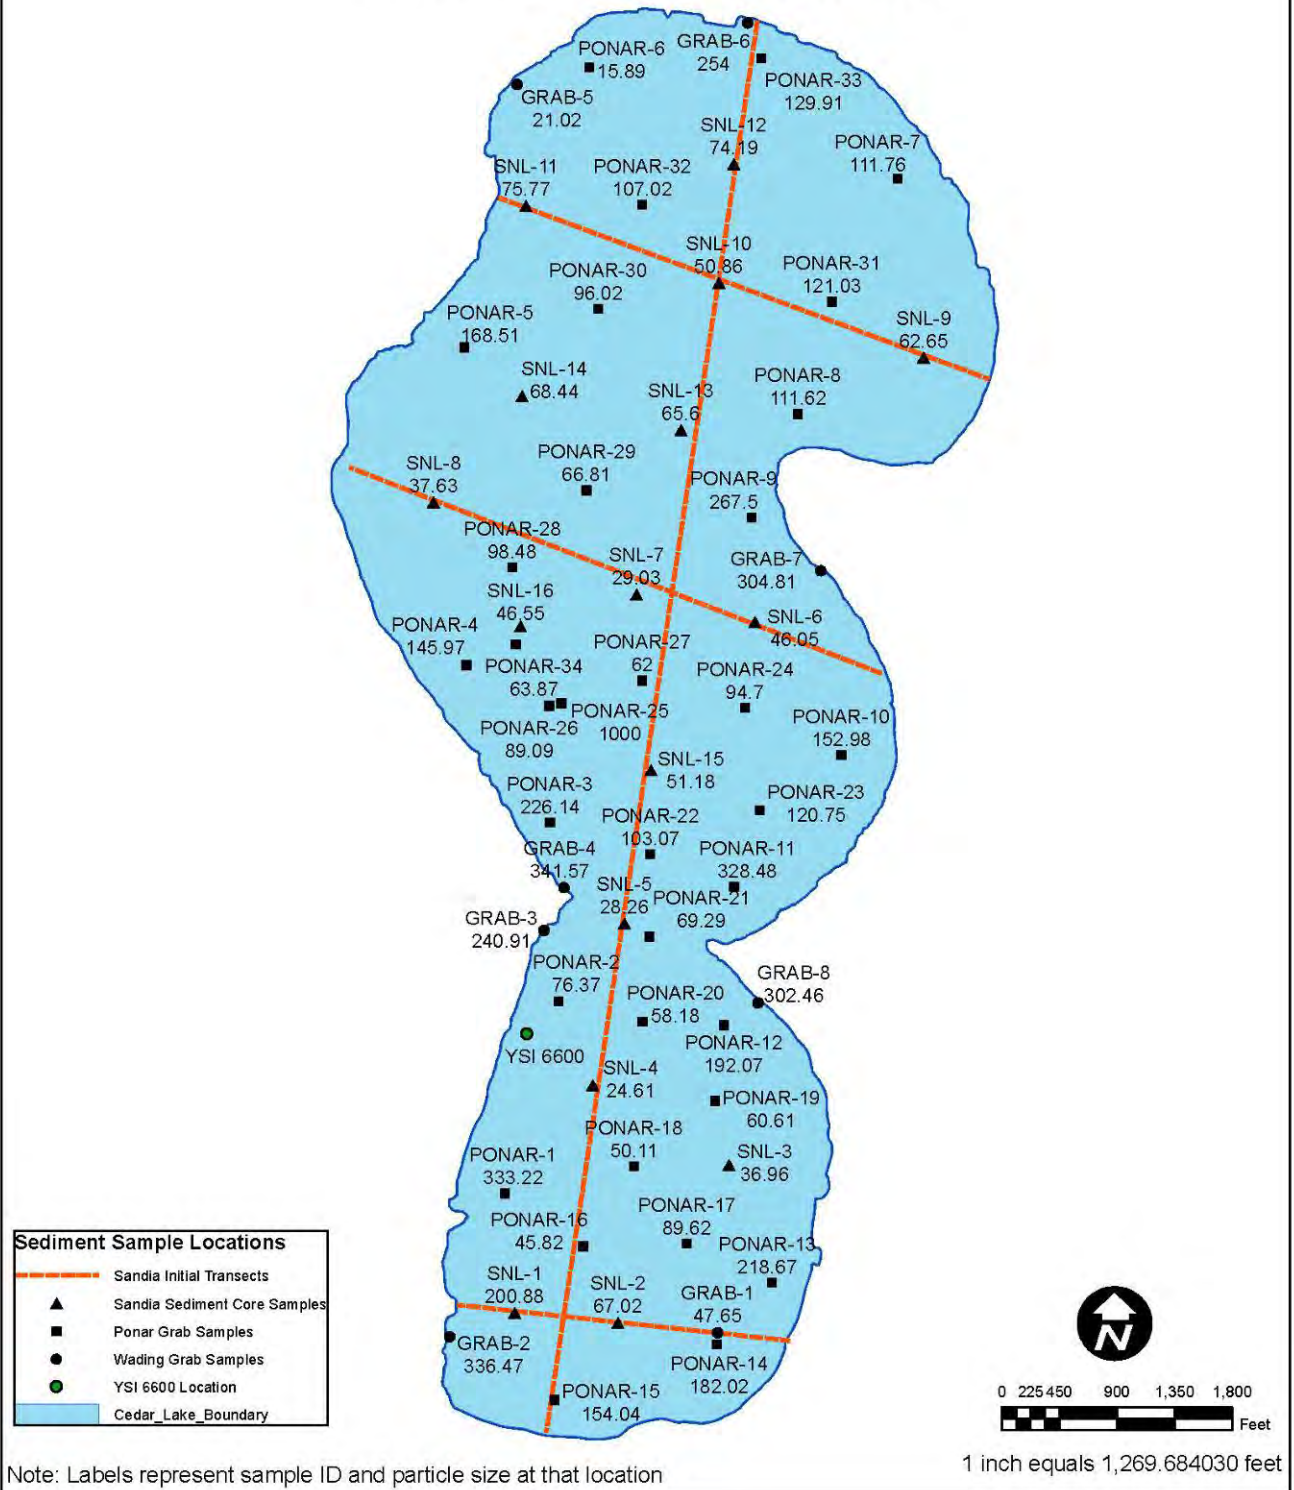 GRAB-6
254
PONAR-6
15.89
PONAR-33
129.91
GRAB-5
21.02
SNL-12
74.19
PONAR-7
111.76
SNL-11
75.77
PONAR-32
107.02
SNL-10
50.86
PONAR-31
121.03
PONAR-30
96.02
PONAR-5
168.51
SNL-9
62.65
SNL-14
68.44
SNL-13
65.6
PONAR-8
111.62
PONAR-29
66.81
SNL-8
37.63
PONAR-9
267.5
PONAR-28
98.48
SNL-7
29.03
GRAB-7
304.81
SNL-16
46.55
SNL-6
46.05
PONAR-4
145.97
PONAR-27
62
PONAR-34
63.87
PONAR-24
94.7
PONAR-25
1000
PONAR-26
89.09
PONAR-10
152.98
SNL-15
51.18
PONAR-3
226.14
PONAR-23
120.75
PONAR-22
103.07
GRAB-4
341.57
PONAR-11
328.48
SNL-5
28.26
PONAR-21
69.29
GRAB-3
240.91
PONAR-2
76.37
GRAB-8
302.46
PONAR-20
58.18
PONAR-12
192.07
YSI 6600
SNL-4
24.61
PONAR-19
60.61
PONAR-18
50.11
SNL-3
36.96
PONAR-1
333.22
PONAR-17
89.62
PONAR-16
45.82
PONAR-13
218.67
SNL-1
200.88
SNL-2
67.02
GRAB-1
47.65
GRAB-2
336.47
PONAR-14
182.02
PONAR-15
154.04
Sediment Sample Locations
Sandia Initial Transects
Sandia Sediment Core Samples
Ponar Grab Samples
Wading Grab Samples
YSI 6600 Location
Cedar_Lake_Boundary
N
0 225 450 900 1,350 1,800
Feet
1 inch equals 1,269.684030 feet
Note: Labels represent sample ID and particle size at that location